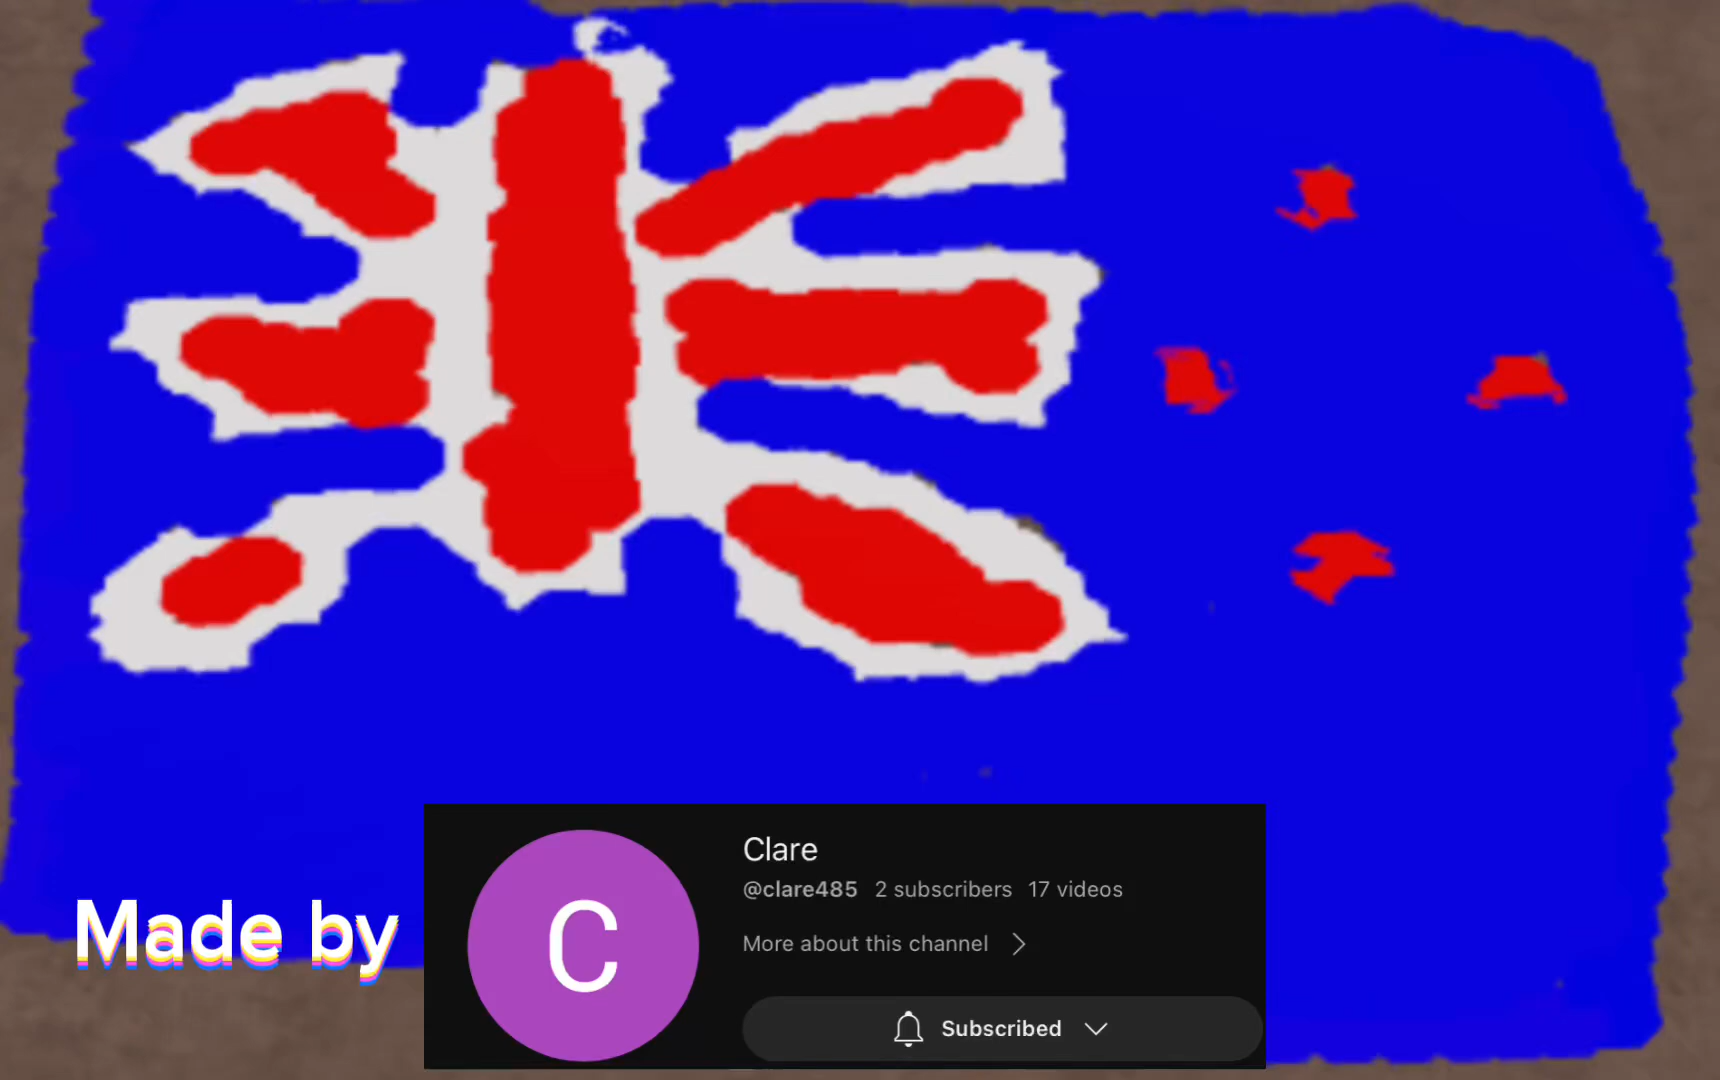 Made by
C
Clare
@clare485 2 subscribers 17 videos
More about this channel
Subscribed